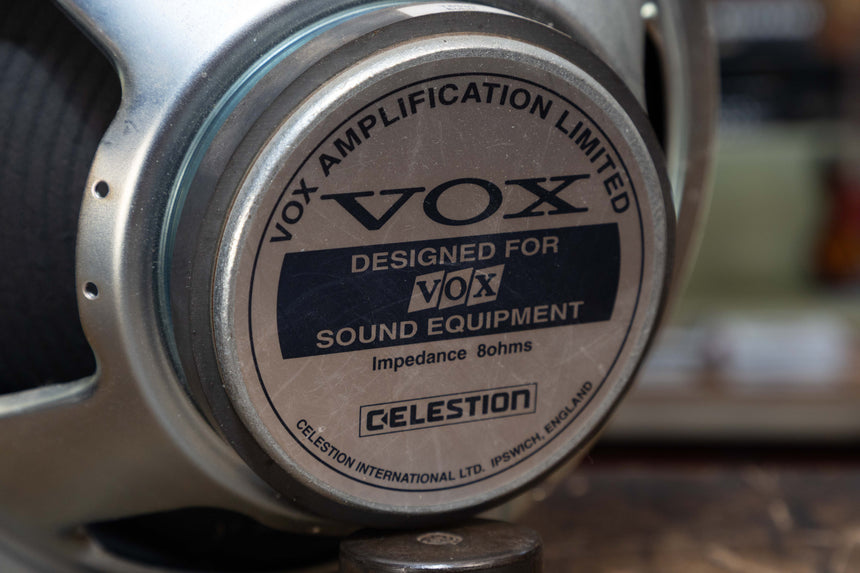 VOX AMPLIFICATION LIMITED
VOX
DESIGNED FOR
VOX
SOUND EQUIPMENT
Impedance 8ohms
CELESTION
CELESTION INTERNATIONAL LTD. IPSWICH, ENGLAND